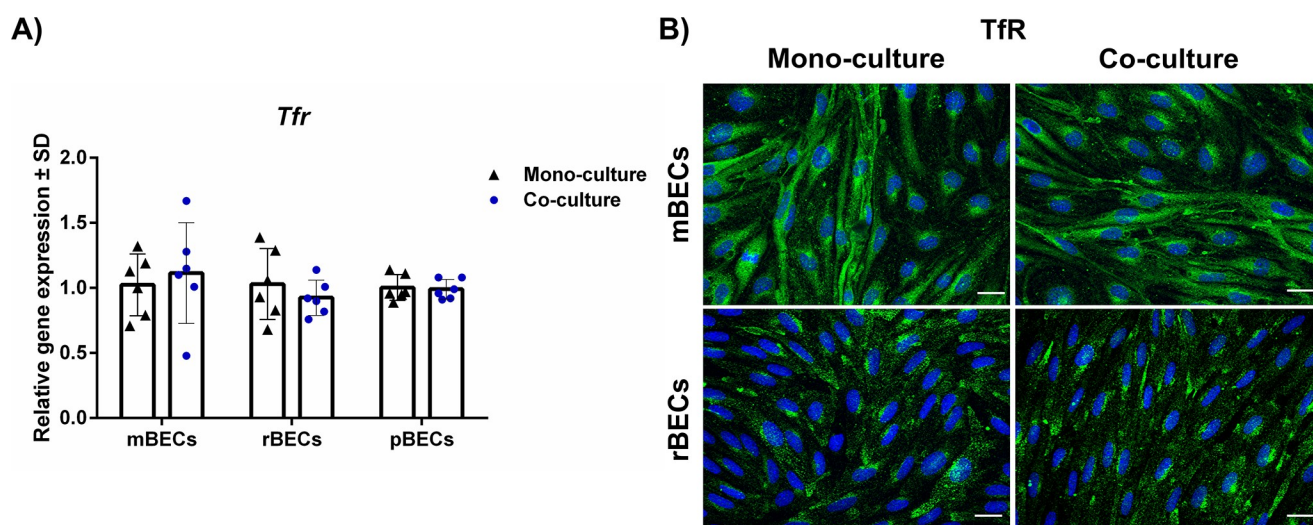 A)
Tfr
Relative gene expression ± SD
2.0
1.5
1.0
0.5
0.0
mBECs
rBECs
pBECs
Mono-culture
Co-culture
B)
TfR
Mono-culture
Co-culture
mBECs
rBECs